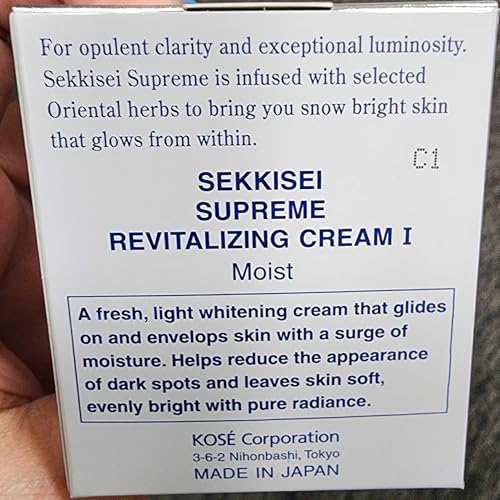 For opulent clarity and exceptional luminosity.
Sekkisei Supreme is infused with selected
Oriental herbs to bring you snow bright skin
that glows from within.
C1
SEKKISEI
SUPREME
REVITALIZING CREAM I
Moist
A fresh, light whitening cream that glides
on and envelops skin with a surge of
moisture. Helps reduce the appearance
of dark spots and leaves skin soft,
evenly bright with pure radiance.
KOSÉ Corporation
3-6-2 Nihonbashi, Tokyo
MADE IN JAPAN